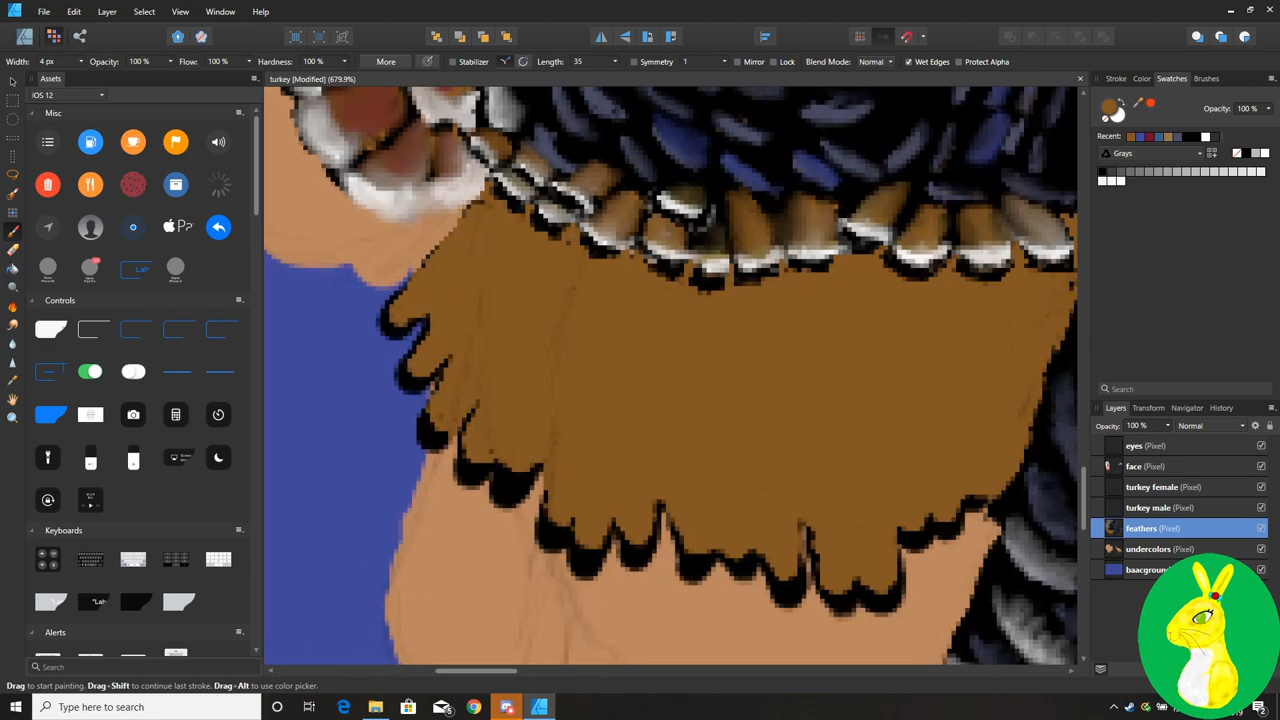 File Edit Layer Select View Window Help
Width: 4 px Opacity: 100 % Flow: 100 % Hardness: 100 % More Stabilizer Length: 35 Symmetry 1 Mirror Lock Blend Mode: Normal Wet Edges Protect Alpha
Assets
turkey [Modified] (679.9%)
Stroke Color Swatches Brushes
iOS 12
Misc
Opacity: 100 %
Recent:
Grays
Controls
Search
Layers Transform Navigator History
Opacity: 100 % Normal
eyes (Pixel)
face (Pixel)
turkey female (Pixel)
turkey male (Pixel)
feathers (Pixel)
Keyboards
undercolors (Pixel)
Alerts
Search
Drag to start painting. Drag+Shift to continue last stroke. Drag+Alt to use color picker.
Type here to search